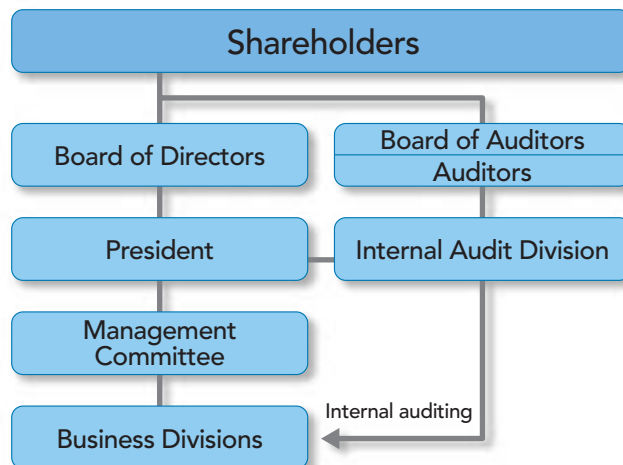 Shareholders
Board of Directors
Board of Auditors
Auditors
President
Internal Audit Division
Management
Committee
Internal auditing
Business Divisions